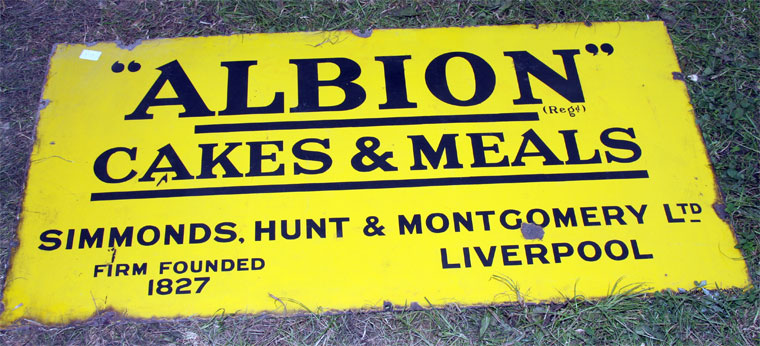 "ALBION"
(Regd)
CAKES & MEALS
SIMMONDS, HUNT & MONTGOMERY LTD
FIRM FOUNDED LIVERPOOL
1827